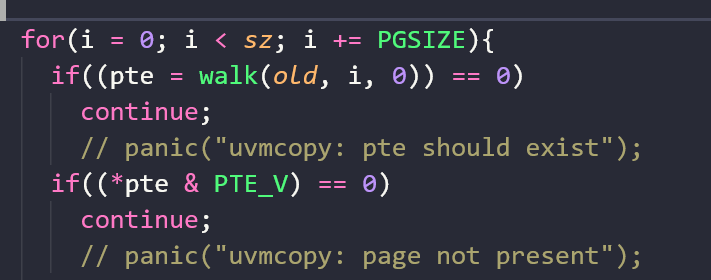 for(i = 0; i < sz; i += PGSIZE){
if((pte = walk(old, i, 0)) == 0)
continue;
// panic("uvmcopy: pte should exist");
if((*pte & PTE_V) == 0)
continue;
// panic("uvmcopy: page not present");